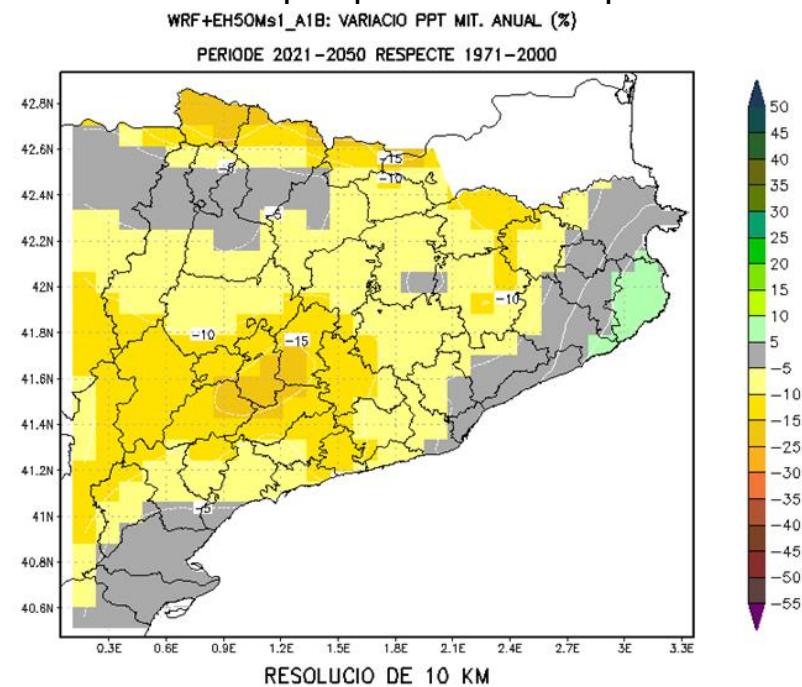 WRF+EH5OMs1_A1B: VARIACIO PPT MIT. ANUAL (%)
PERIODE 2021-2050 RESPECTE 1971-2000
42.8N
42.6N
42.4N
42.2N
42N
41.8N
41.6N
41.4N
41.2N
41N
40.8N
40.6N
-15
-10
-5
-5
-10
-10
-15
-5
0.3E 0.6E 0.9E 1.2E 1.5E 1.8E 2.1E 2.4E 2.7E 3E 3.3E
50
45
40
35
30
25
20
15
10
5
-5
-10
-15
-20
-25
-30
-35
-40
-45
-50
-55
RESOLUCIO DE 10 KM